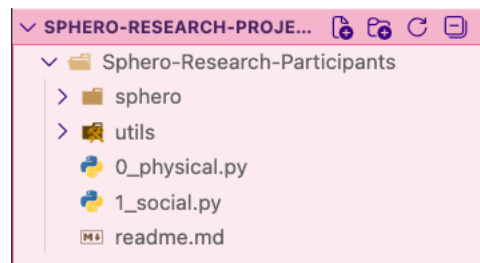 SPHERO-RESEARCH-PROJE...
Sphero-Research-Participants
sphero
utils
0_physical.py
1_social.py
readme.md